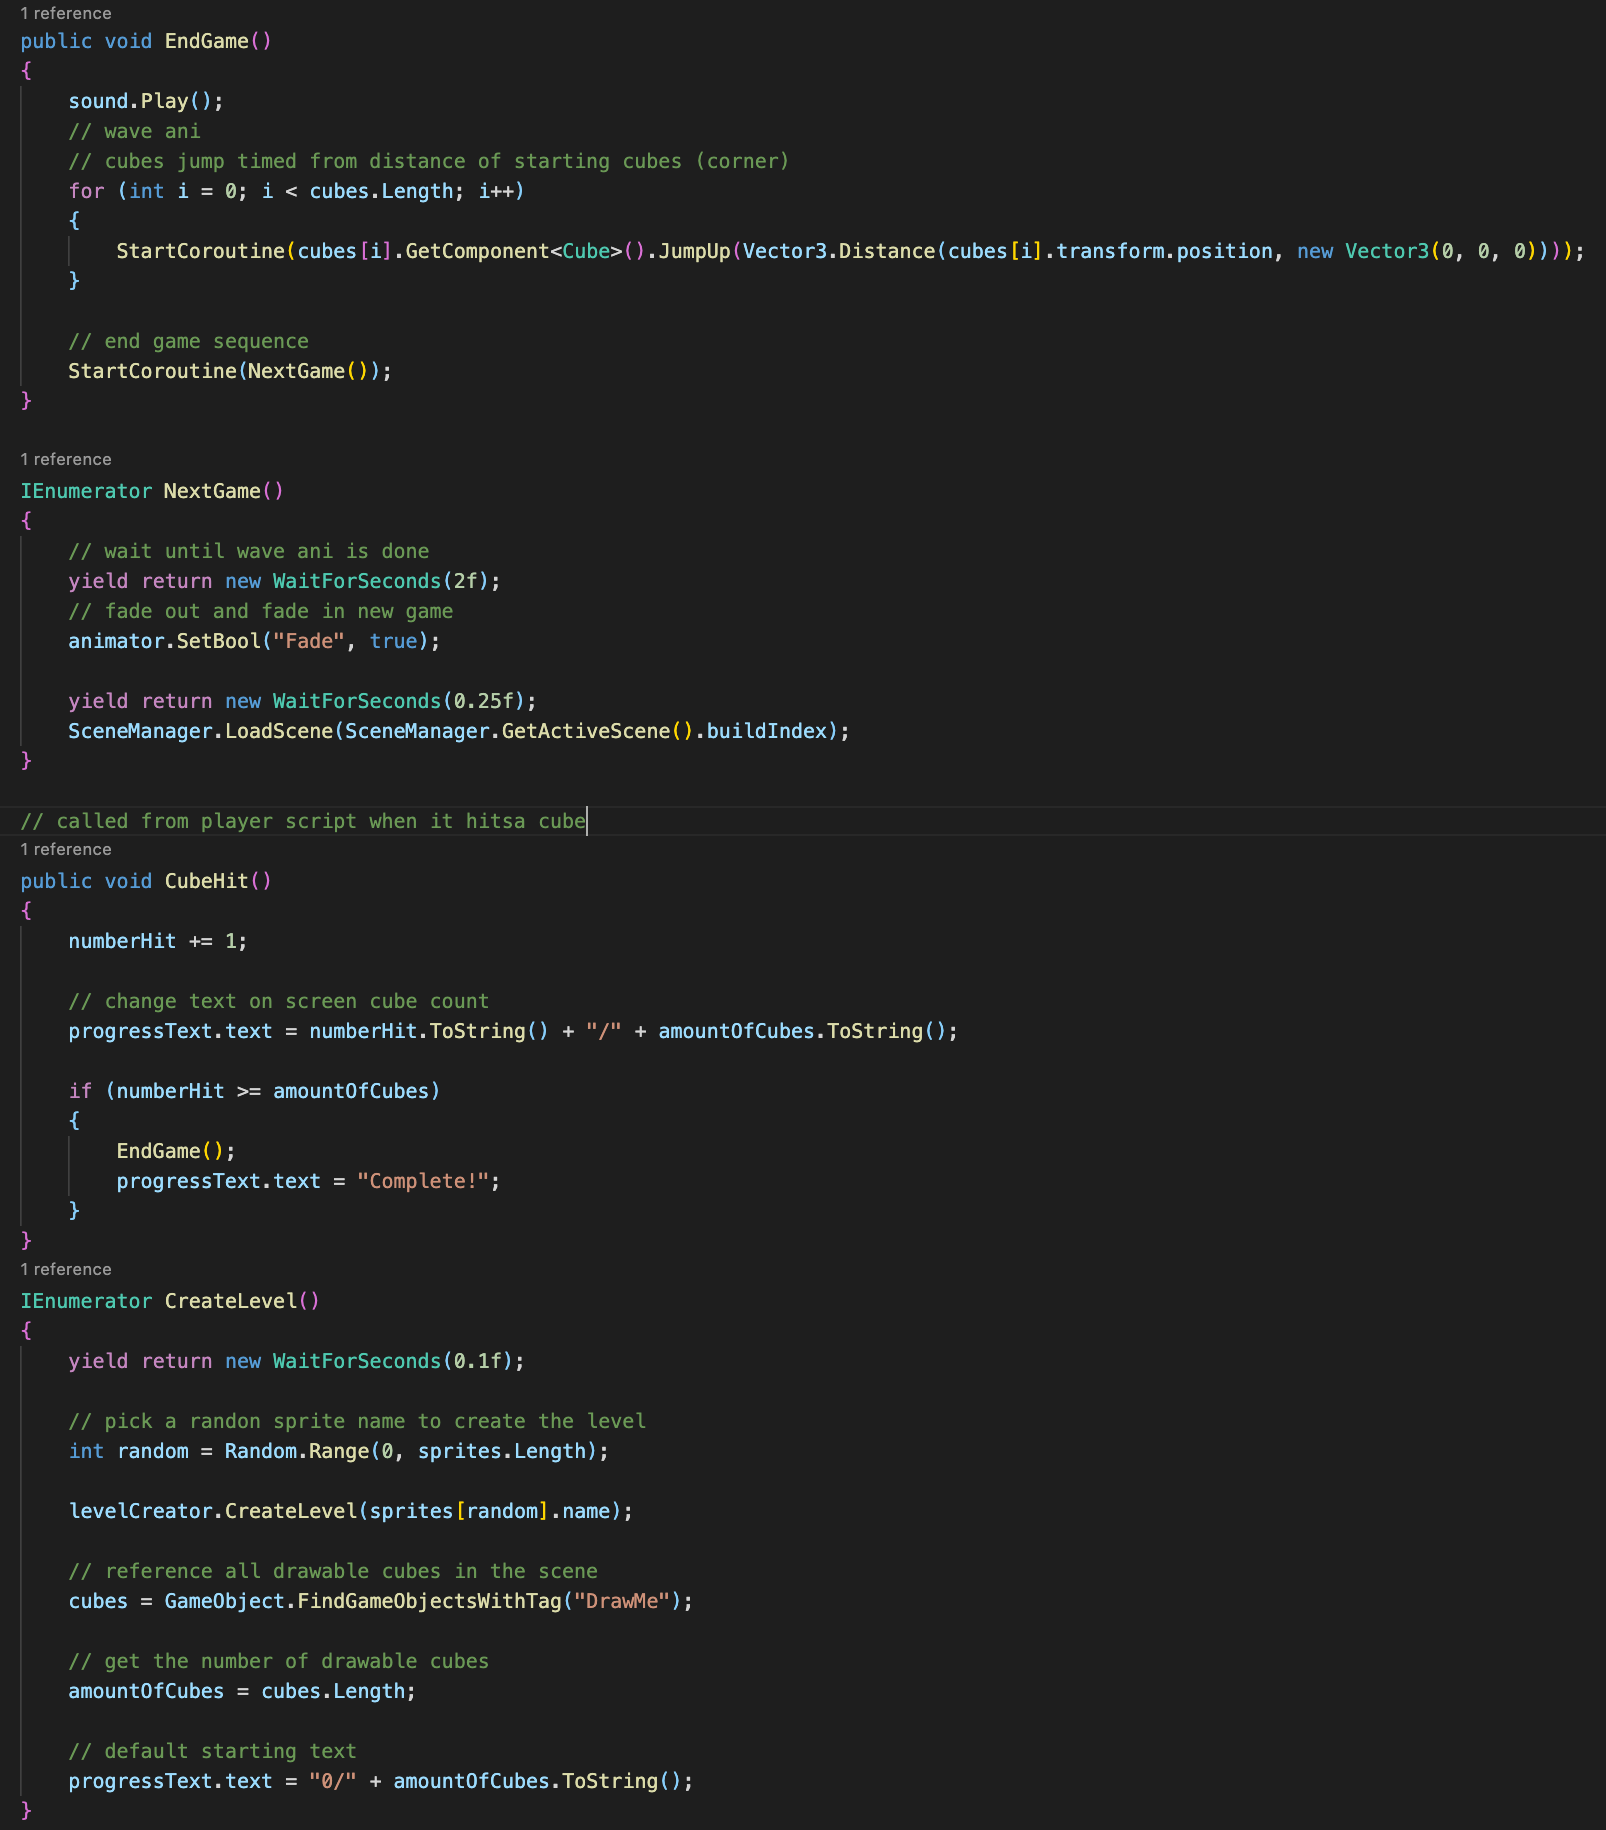 1 reference
public void EndGame()
{
    sound.Play();
    // wave ani
    // cubes jump timed from distance of starting cubes (corner)
    for (int i = 0; i < cubes.Length; i++)
    {
        StartCoroutine(cubes[i].GetComponent<Cube>().JumpUp(Vector3.Distance(cubes[i].transform.position, new Vector3(0, 0, 0))));
    }

    // end game sequence
    StartCoroutine(NextGame());
}

1 reference
IEnumerator NextGame()
{
    // wait until wave ani is done
    yield return new WaitForSeconds(2f);
    // fade out and fade in new game
    animator.SetBool("Fade", true);

    yield return new WaitForSeconds(0.25f);
    SceneManager.LoadScene(SceneManager.GetActiveScene().buildIndex);
}

// called from player script when it hitsa cube
1 reference
public void CubeHit()
{
    numberHit += 1;

    // change text on screen cube count
    progressText.text = numberHit.ToString() + "/" + amountOfCubes.ToString();

    if (numberHit >= amountOfCubes)
    {
        EndGame();
        progressText.text = "Complete!";
    }
}
1 reference
IEnumerator CreateLevel()
{
    yield return new WaitForSeconds(0.1f);

    // pick a randon sprite name to create the level
    int random = Random.Range(0, sprites.Length);

    levelCreator.CreateLevel(sprites[random].name);

    // reference all drawable cubes in the scene
    cubes = GameObject.FindGameObjectsWithTag("DrawMe");

    // get the number of drawable cubes
    amountOfCubes = cubes.Length;

    // default starting text
    progressText.text = "0/" + amountOfCubes.ToString();
}